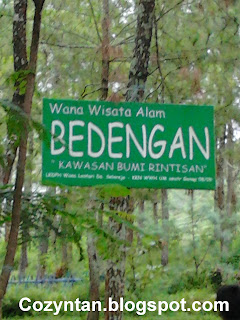 Wana Wisata Alam
BEDENGAN
"KAWASAN BUMI RINTISAN"
Cozyntan.blogspot.com